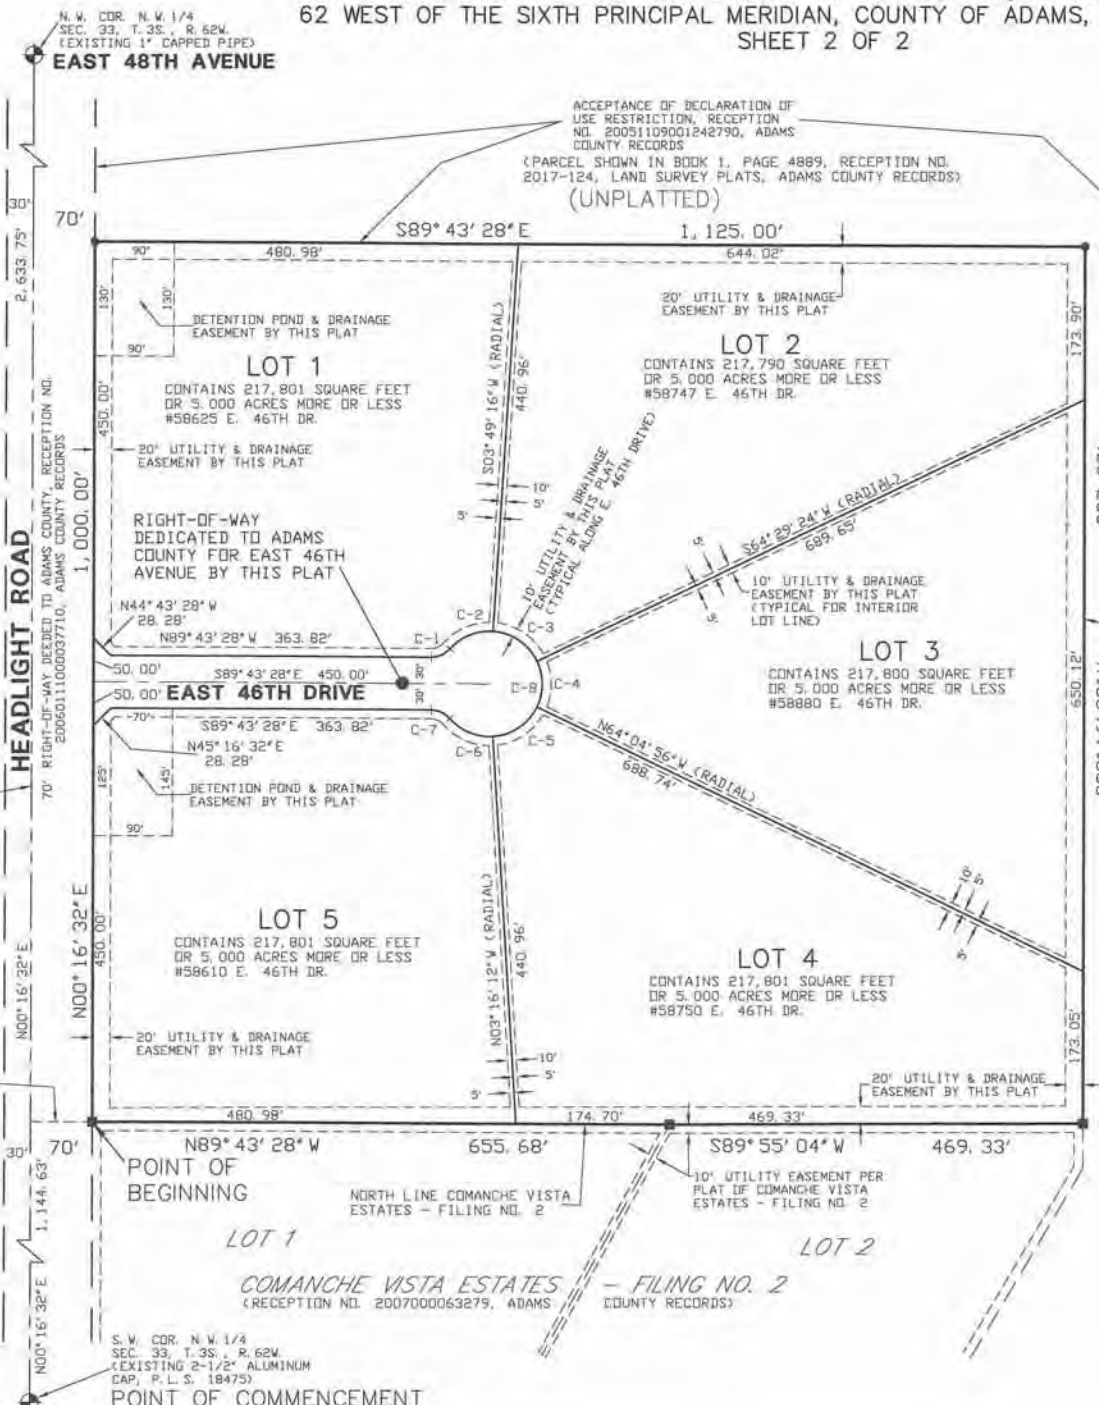 62 WEST OF THE SIXTH PRINCIPAL MERIDIAN, COUNTY OF ADAMS,
SHEET 2 OF 2
N. W. COR. N. W. 1/4
SEC. 33, T. 3S., R. 62W.
(EXISTING 1" CAPPED PIPE)
EAST 48TH AVENUE
ACCEPTANCE OF DECLARATION OF
USE RESTRICTION, RECEPTION
NO. 20051109001242790, ADAMS
COUNTY RECORDS
(PARCEL SHOWN IN BOOK 1, PAGE 4889, RECEPTION NO.
2017-124, LAND SURVEY PLATS, ADAMS COUNTY RECORDS)
(UNPLATTED)
30'
70'
2,633.75'
S89°43'28"E 1,125.00'
90'
480.98'
644.02'
130'
130'
DETENTION POND & DRAINAGE
EASEMENT BY THIS PLAT
90'
LOT 1
CONTAINS 217,801 SQUARE FEET
OR 5.000 ACRES MORE OR LESS
#58625 E. 46TH DR.
450.00'
20' UTILITY & DRAINAGE
EASEMENT BY THIS PLAT
S03°49'16"W (RADIAL)
440.96'
10'
5'
5'
20' UTILITY & DRAINAGE
EASEMENT BY THIS PLAT
LOT 2
CONTAINS 217,790 SQUARE FEET
OR 5.000 ACRES MORE OR LESS
#58747 E. 46TH DR.
173.90'
10' UTILITY & DRAINAGE
EASEMENT BY THIS PLAT
(TYPICAL ALONG E. 46TH DRIVE)
S64°29'24"W (RADIAL)
689.65'
5'
5'
10' UTILITY & DRAINAGE
EASEMENT BY THIS PLAT
(TYPICAL FOR INTERIOR
LOT LINE)
HEADLIGHT ROAD
70' RIGHT-OF-WAY DEEDED TO ADAMS COUNTY, RECEPTION NO.
20060111000037710, ADAMS COUNTY RECORDS
1,000.00'
RIGHT-OF-WAY
DEDICATED TO ADAMS
COUNTY FOR EAST 46TH
AVENUE BY THIS PLAT
N44°43'28"W
28.28'
N89°43'28"W 363.82'
C-1
C-2
C-3
50.00'
S89°43'28"E 450.00'
30'
C-8
C-4
50.00'
EAST 46TH DRIVE
30'
70'
S89°43'28"E 363.82'
C-7
C-6
C-5
N45°16'32"E
28.28'
LOT 3
CONTAINS 217,800 SQUARE FEET
OR 5.000 ACRES MORE OR LESS
#58880 E. 46TH DR.
650.12'
N64°04'56"W (RADIAL)
688.74'
125'
145'
DETENTION POND & DRAINAGE
EASEMENT BY THIS PLAT
90'
N00°16'32"E
450.00'
LOT 5
CONTAINS 217,801 SQUARE FEET
OR 5.000 ACRES MORE OR LESS
#58610 E. 46TH DR.
N03°16'12"W (RADIAL)
440.96'
10'
5'
5'
LOT 4
CONTAINS 217,801 SQUARE FEET
OR 5.000 ACRES MORE OR LESS
#58750 E. 46TH DR.
10'
5'
5'
173.05'
N00°16'32"E
20' UTILITY & DRAINAGE
EASEMENT BY THIS PLAT
20' UTILITY & DRAINAGE
EASEMENT BY THIS PLAT
480.98'
174.70'
469.33'
30'
70'
N89°43'28"W 655.68'
S89°55'04"W 469.33'
POINT OF
BEGINNING
NORTH LINE COMANCHE VISTA
ESTATES - FILING NO. 2
10' UTILITY EASEMENT PER
PLAT OF COMANCHE VISTA
ESTATES - FILING NO. 2
1,144.63'
LOT 1
LOT 2
COMANCHE VISTA ESTATES - FILING NO. 2
(RECEPTION NO. 2007000063279, ADAMS COUNTY RECORDS)
N00°16'32"E
S. W. COR. N. W. 1/4
SEC. 33, T. 3S., R. 62W.
(EXISTING 2-1/2" ALUMINUM
CAP, P. L. S. 18475)
POINT OF COMMENCEMENT